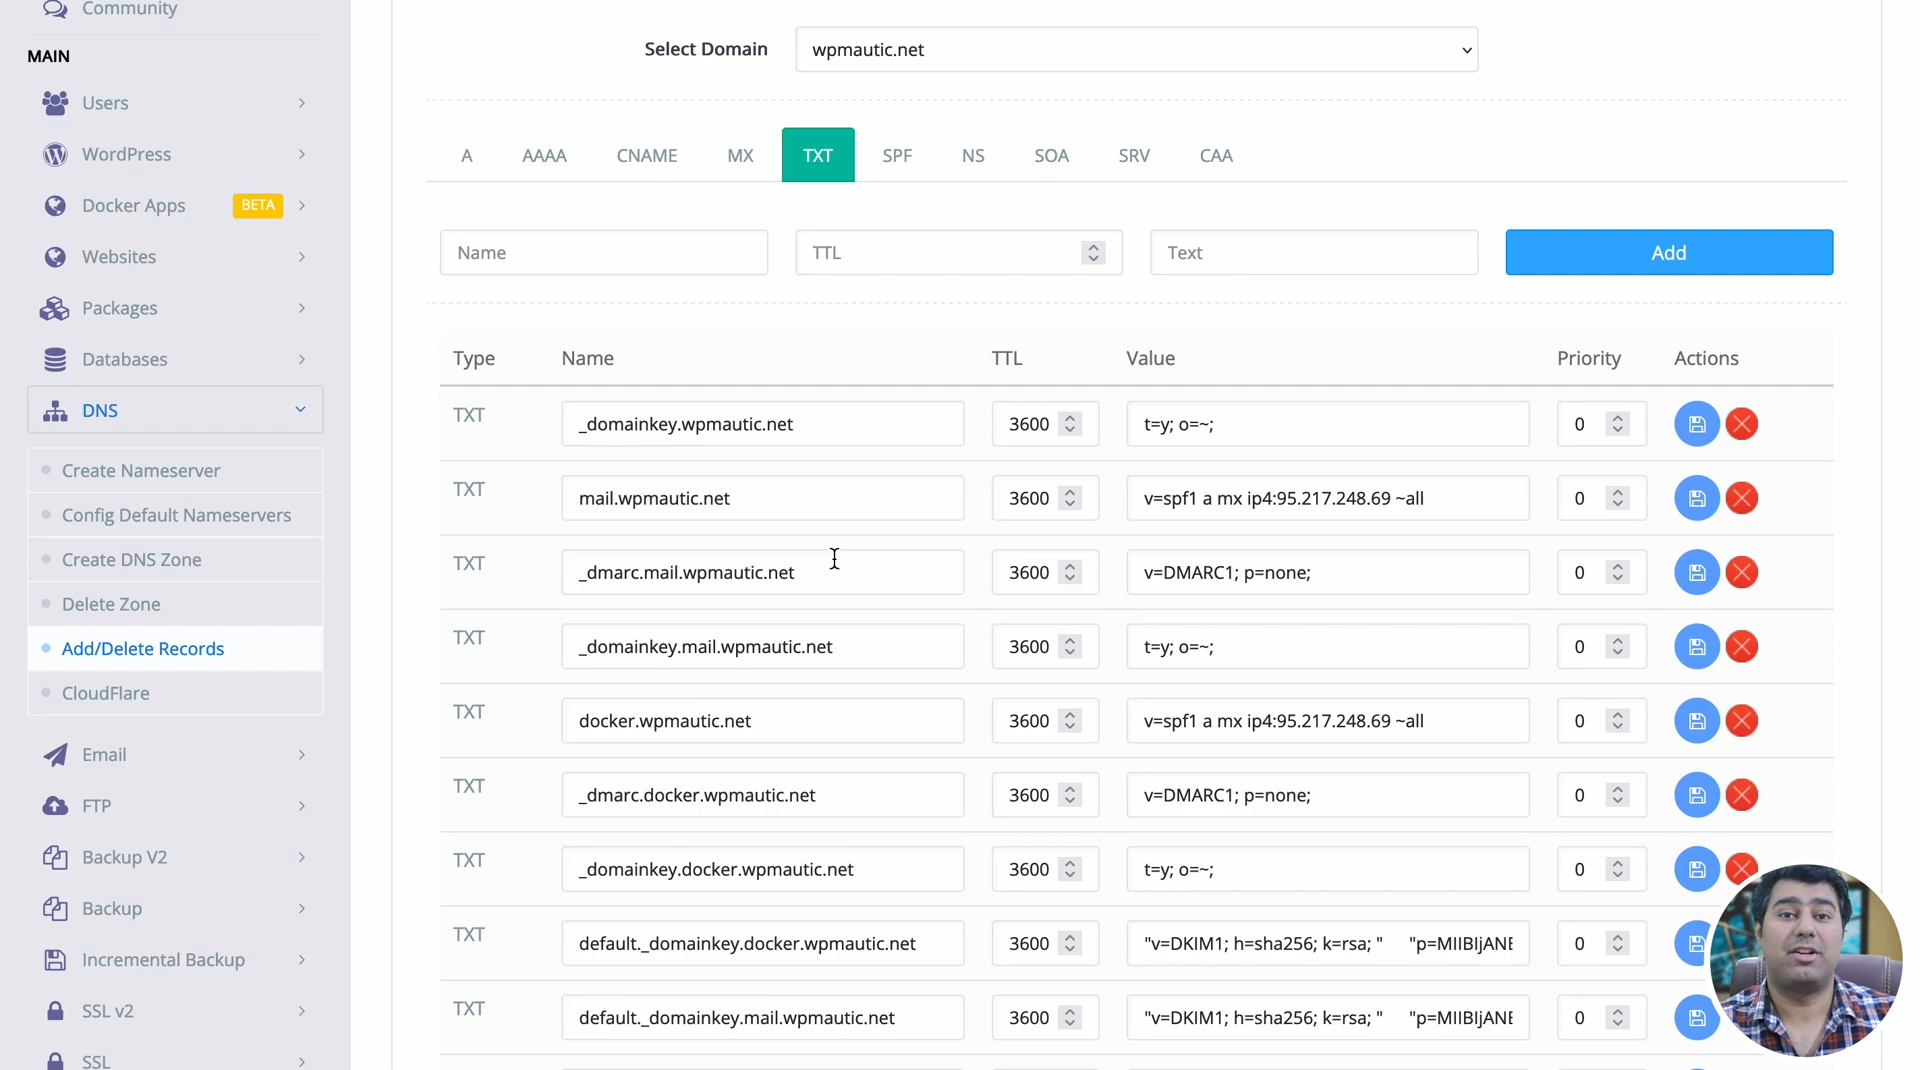 Community
MAIN
Users
WordPress
Docker Apps BETA
Websites
Packages
Databases
DNS
Create Nameserver
Config Default Nameservers
Create DNS Zone
Delete Zone
Add/Delete Records
CloudFlare
Email
FTP
Backup V2
Backup
Incremental Backup
SSL v2
SSL
Select Domain wpmautic.net
A AAAA CNAME MX TXT SPF NS SOA SRV CAA
Name TTL Text Add
Type Name TTL Value Priority Actions
TXT _domainkey.wpmautic.net 3600 t=y; o=~; 0
TXT mail.wpmautic.net 3600 v=spf1 a mx ip4:95.217.248.69 ~all 0
TXT _dmarc.mail.wpmautic.net 3600 v=DMARC1; p=none; 0
TXT _domainkey.mail.wpmautic.net 3600 t=y; o=~; 0
TXT docker.wpmautic.net 3600 v=spf1 a mx ip4:95.217.248.69 ~all 0
TXT _dmarc.docker.wpmautic.net 3600 v=DMARC1; p=none; 0
TXT _domainkey.docker.wpmautic.net 3600 t=y; o=~; 0
TXT default._domainkey.docker.wpmautic.net 3600 "v=DKIM1; h=sha256; k=rsa; " "p=MIIBIjANE 0
TXT default._domainkey.mail.wpmautic.net 3600 "v=DKIM1; h=sha256; k=rsa; " "p=MIIBIjANE 0